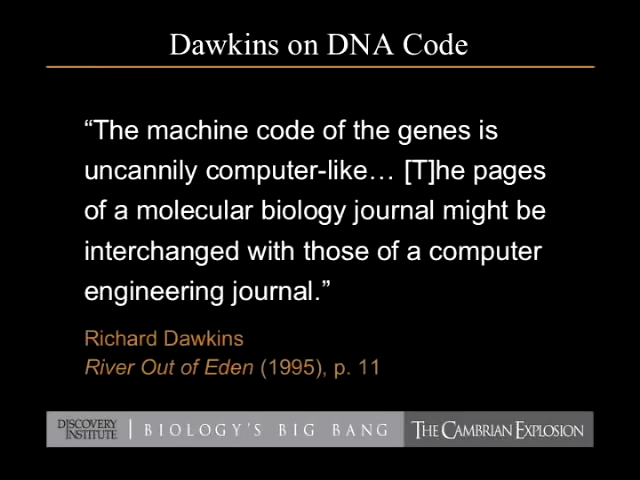 Dawkins on DNA Code
“The machine code of the genes is
uncannily computer-like… [T]he pages
of a molecular biology journal might be
interchanged with those of a computer
engineering journal.”
Richard Dawkins
River Out of Eden (1995), p. 11
DISCOVERY
INSTITUTE
BIOLOGY'S BIG BANG
THE CAMBRIAN EXPLOSION